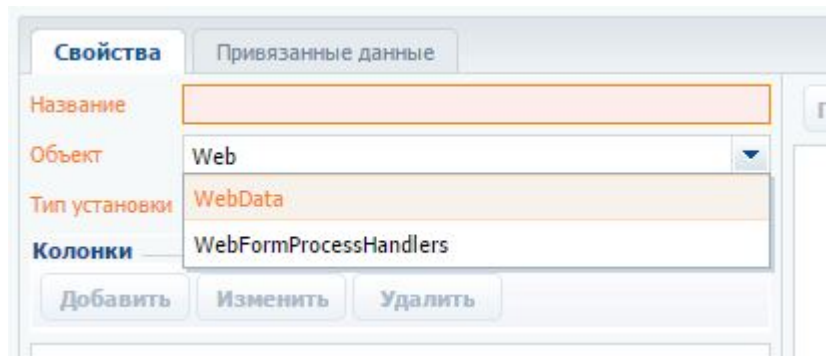 Свойства
Привязанные данные
Название
Объект
Web
Тип установки
WebData
WebFormProcessHandlers
Колонки
Добавить
Изменить
Удалить